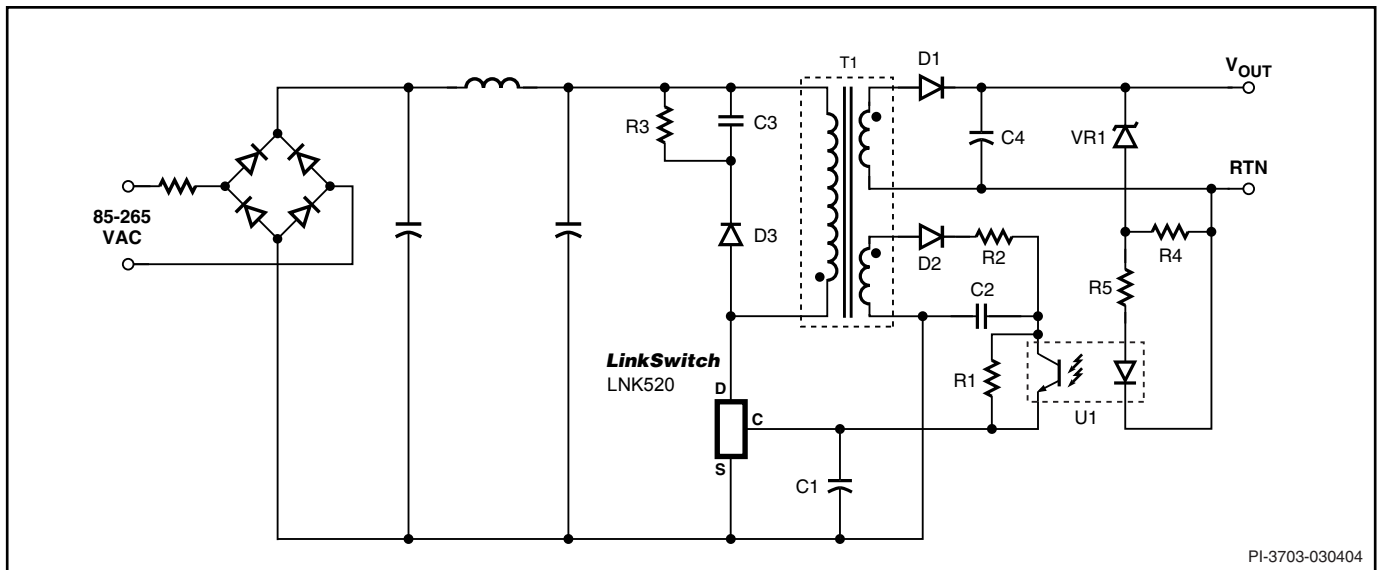 T1
D1
V_OUT
R3
C3
C4
VR1
RTN
85-265
VAC
D3
D2
R2
R4
R5
C2
LinkSwitch
LNK520
D
R1
U1
C
S
C1
PI-3703-030404